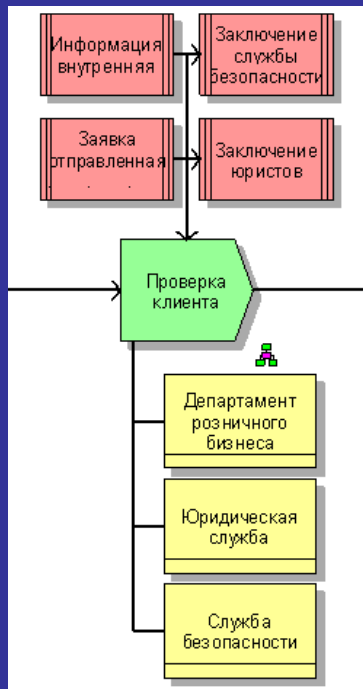 Информация
внутренняя
Заключение
службы
безопасности
Заявка
отправленная
Заключение
юристов
Проверка
клиента
Департамент
розничного
бизнеса
Юридическая
служба
Служба
безопасности